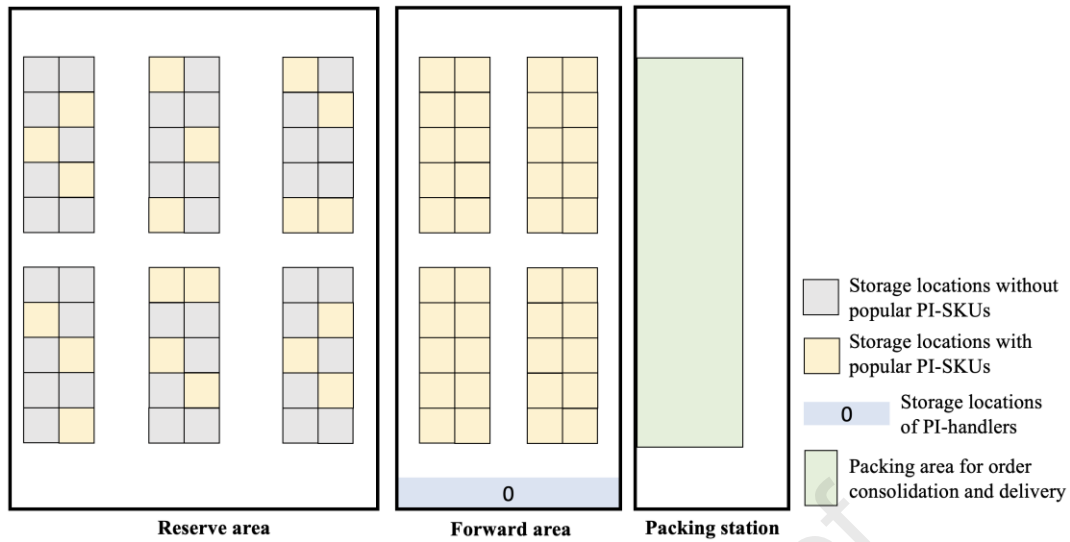 Storage locations without
popular PI-SKUs
Storage locations with
popular PI-SKUs
0
Storage locations
of PI-handlers
Packing area for order
consolidation and delivery
0
Reserve area
Forward area
Packing station